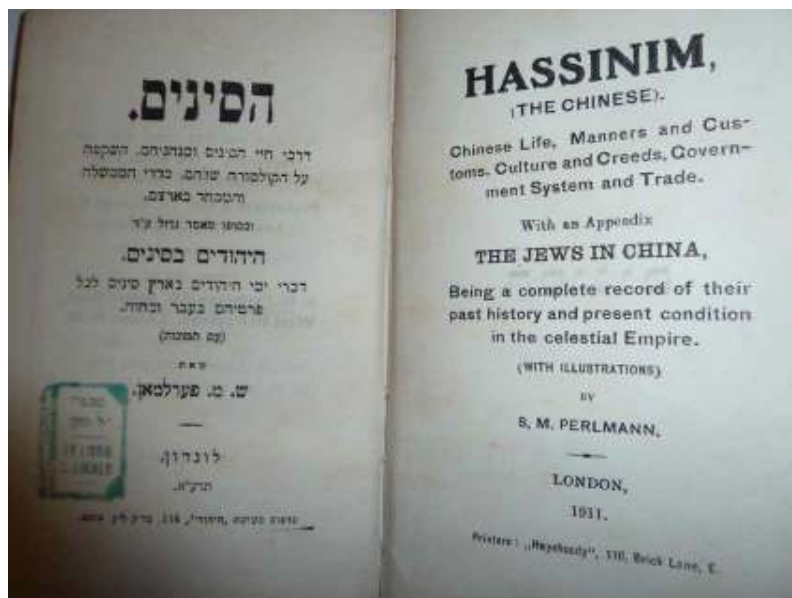 הסינים.
דרכי חיי הסינים ומנהגיהם, השקפה
על הקולטורה שלהם, סדרי הממשלה
והמסחר בארצם.
ובסופו מאמר גדול ע"ד
היהודים בסינים.
דברי ימי היהודים בארץ סינים לכל
פרטיהם בעבר ובהוה.
(עם תמונות)
מאת
ש. מ. פערלמאן.
לונדון.
תרע"א.
HASSINIM,
(THE CHINESE).
Chinese Life, Manners and Cus-
toms, Culture and Creeds, Govern-
ment System and Trade.
With an Appendix
THE JEWS IN CHINA,
Being a complete record of their
past history and present condition
in the celestial Empire.
(WITH ILLUSTRATIONS)
BY
S. M. PERLMANN.
LONDON,
1911.
Printers: „Hayehoody", 116, Brick Lane, E.